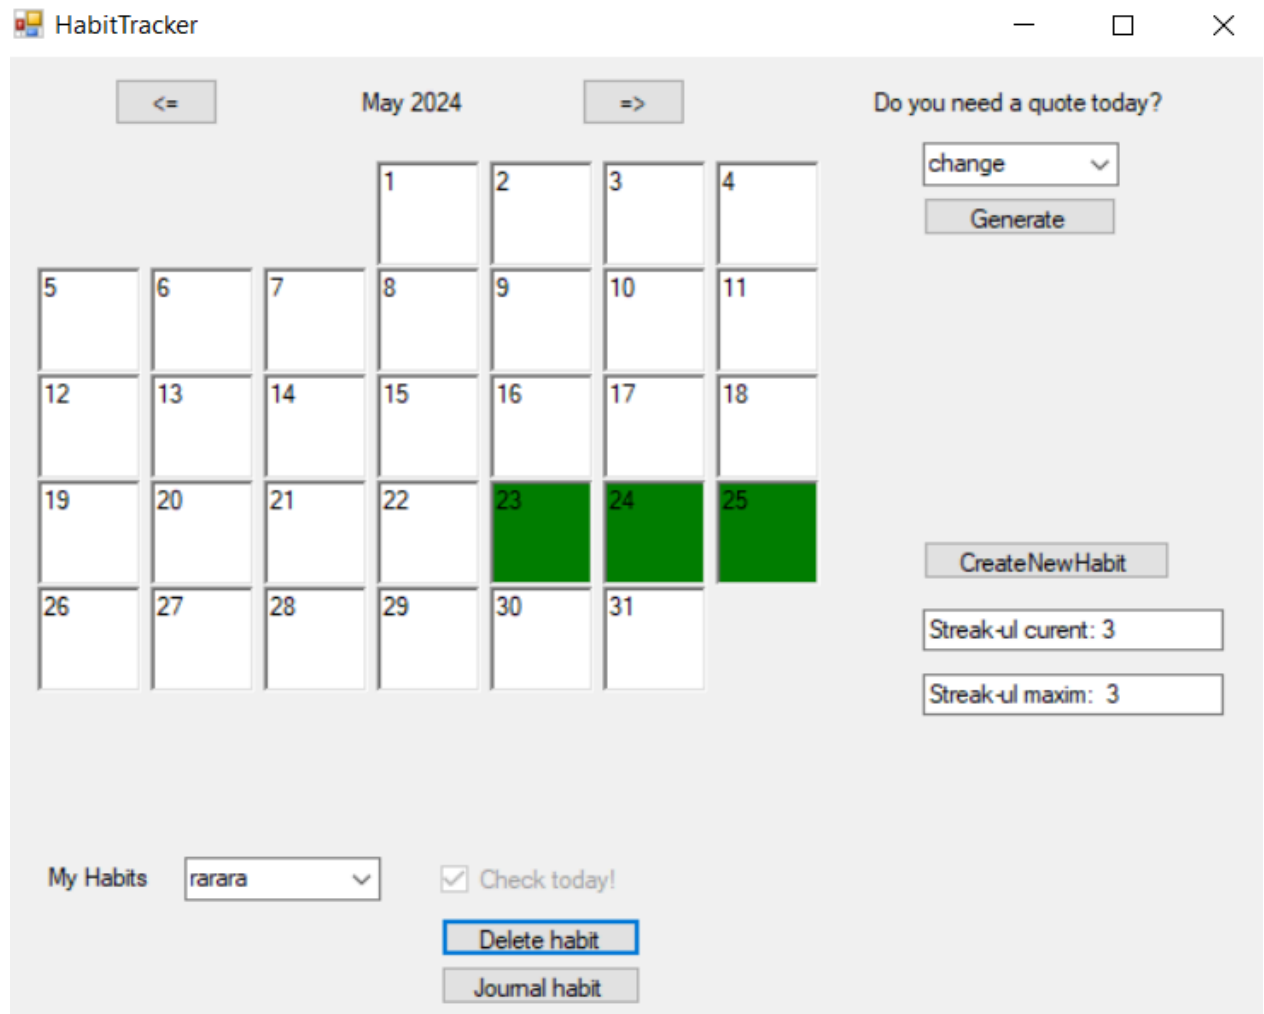 HabitTracker
<= May 2024 => Do you need a quote today?
change
Generate
1 2 3 4
5 6 7 8 9 10 11
12 13 14 15 16 17 18
19 20 21 22 23 24 25
26 27 28 29 30 31
CreateNewHabit
Streak-ul curent: 3
Streak-ul maxim: 3
My Habits rarara Check today!
Delete habit
Journal habit